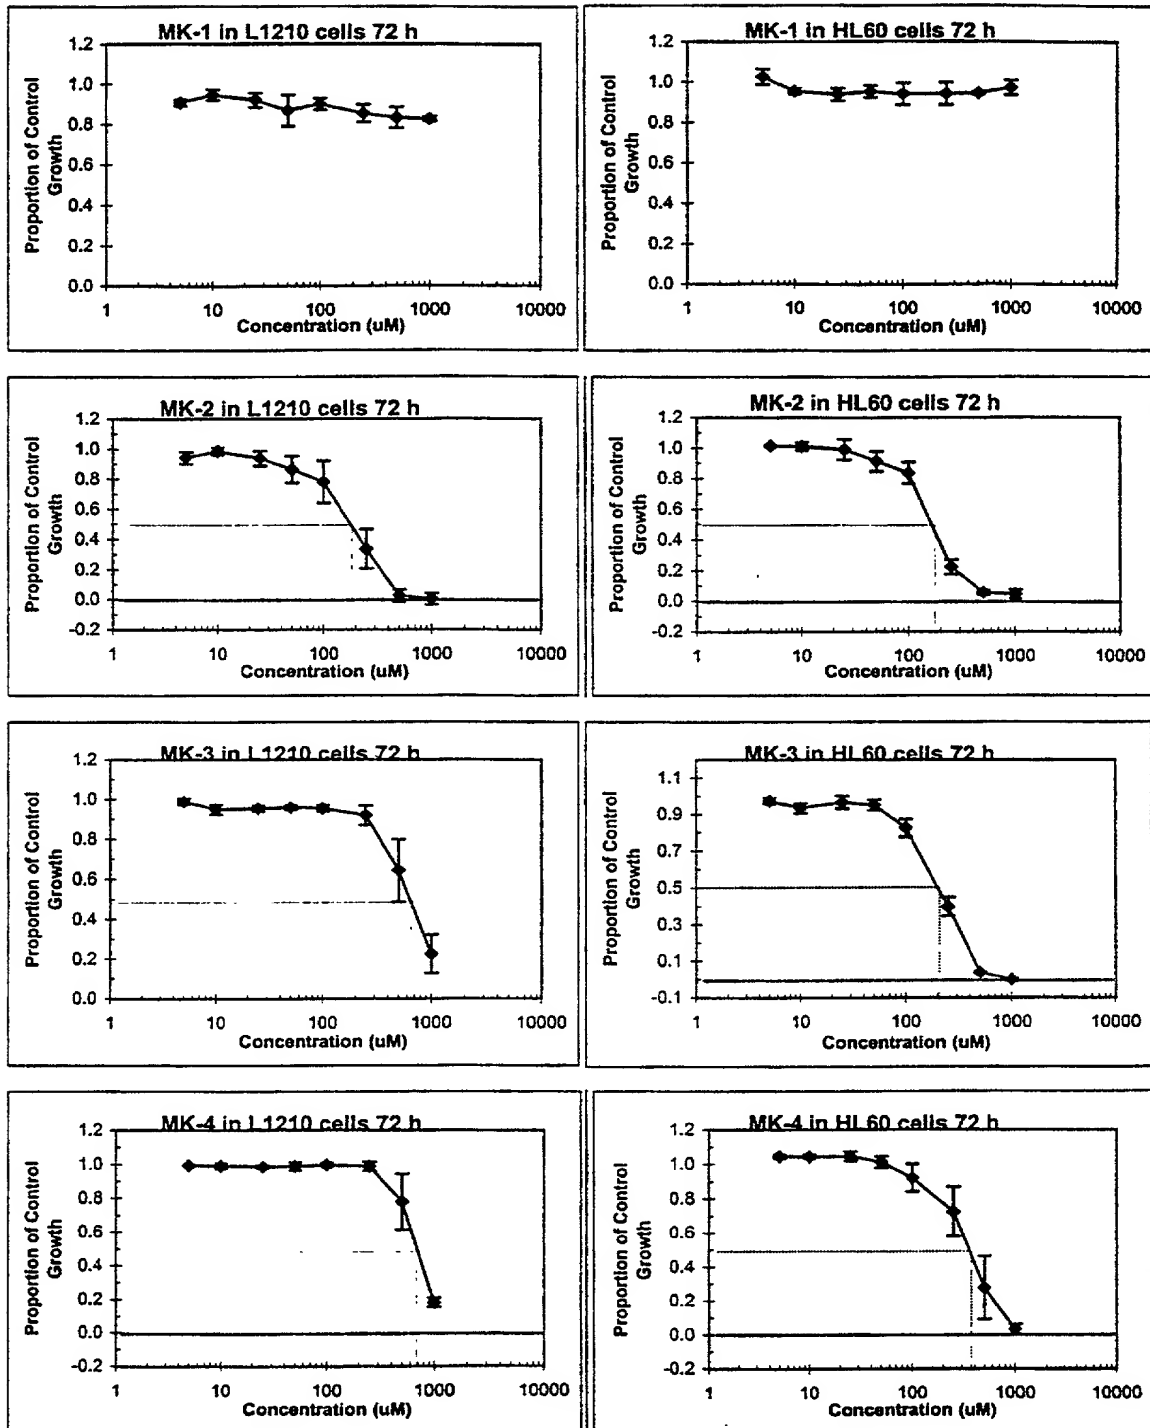 MK-1 in L1210 cells 72 h
1.2
1.0
0.8
0.6
0.4
0.2
0.0
Proportion of Control
Growth
1 10 100 1000 10000
Concentration (uM)
MK-1 in HL60 cells 72 h
1.2
1.0
0.8
0.6
0.4
0.2
0.0
Proportion of Control
Growth
1 10 100 1000 10000
Concentration (uM)
MK-2 in L1210 cells 72 h
1.2
1.0
0.8
0.6
0.4
0.2
0.0
-0.2
Proportion of Control
Growth
1 10 100 1000 10000
Concentration (uM)
MK-2 in HL60 cells 72 h
1.2
1.0
0.8
0.6
0.4
0.2
0.0
-0.2
Proportion of Control
Growth
1 10 100 1000 10000
Concentration (uM)
MK-3 in L1210 cells 72 h
1.2
1.0
0.8
0.6
0.4
0.2
0.0
Proportion of Control
Growth
1 10 100 1000 10000
Concentration (uM)
MK-3 in HL60 cells 72 h
1.1
0.9
0.7
0.5
0.3
0.1
-0.1
Proportion of Control
Growth
1 10 100 1000 10000
Concentration (uM)
MK-4 in L1210 cells 72 h
1.2
1.0
0.8
0.6
0.4
0.2
0.0
-0.2
Proportion of Control
Growth
1 10 100 1000 10000
Concentration (uM)
MK-4 in HL60 cells 72 h
1.2
1.0
0.8
0.6
0.4
0.2
0.0
-0.2
Proportion of Control
Growth
1 10 100 1000 10000
Concentration (uM)